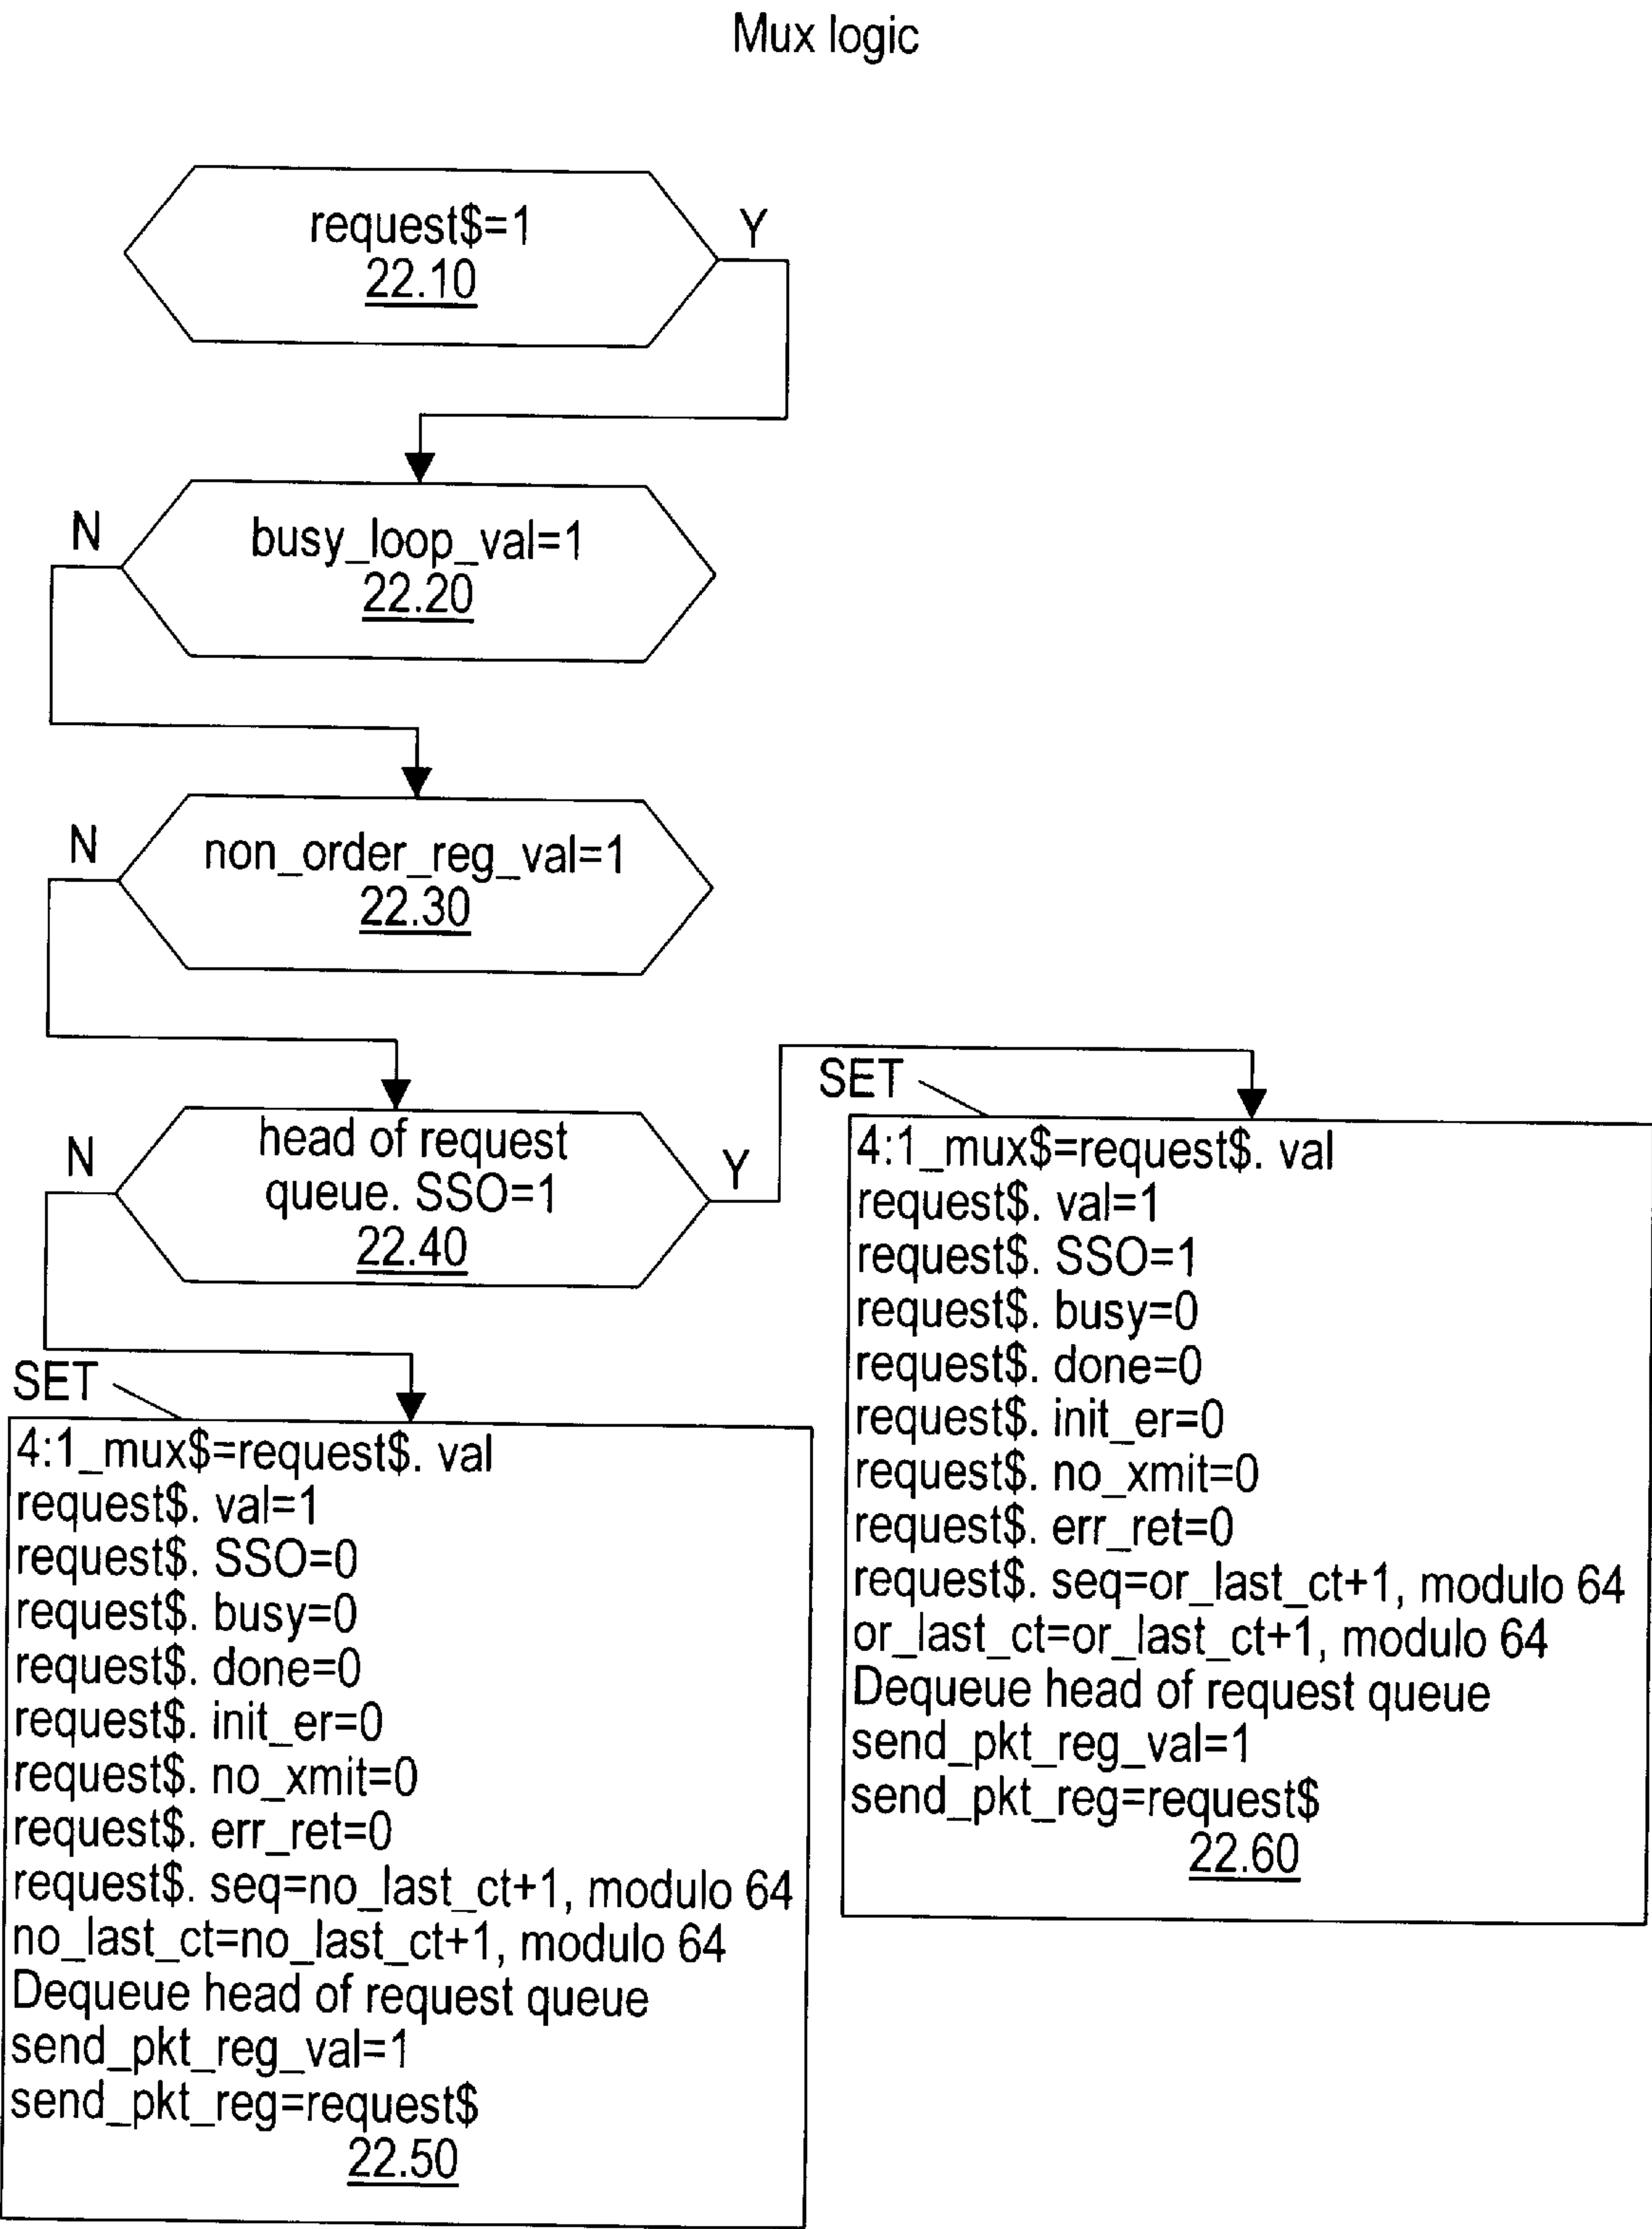 Mux logic
request$=1
22.10
Y
N
busy_loop_val=1
22.20
N
non_order_reg_val=1
22.30
N
head of request
queue. SSO=1
22.40
Y
SET
4:1_mux$=request$. val
request$. val=1
request$. SSO=1
request$. busy=0
request$. done=0
request$. init_er=0
request$. no_xmit=0
request$. err_ret=0
request$. seq=or_last_ct+1, modulo 64
or_last_ct=or_last_ct+1, modulo 64
Dequeue head of request queue
send_pkt_reg_val=1
send_pkt_reg=request$
22.60
SET
4:1_mux$=request$. val
request$. val=1
request$. SSO=0
request$. busy=0
request$. done=0
request$. init_er=0
request$. no_xmit=0
request$. err_ret=0
request$. seq=no_last_ct+1, modulo 64
no_last_ct=no_last_ct+1, modulo 64
Dequeue head of request queue
send_pkt_reg_val=1
send_pkt_reg=request$
22.50